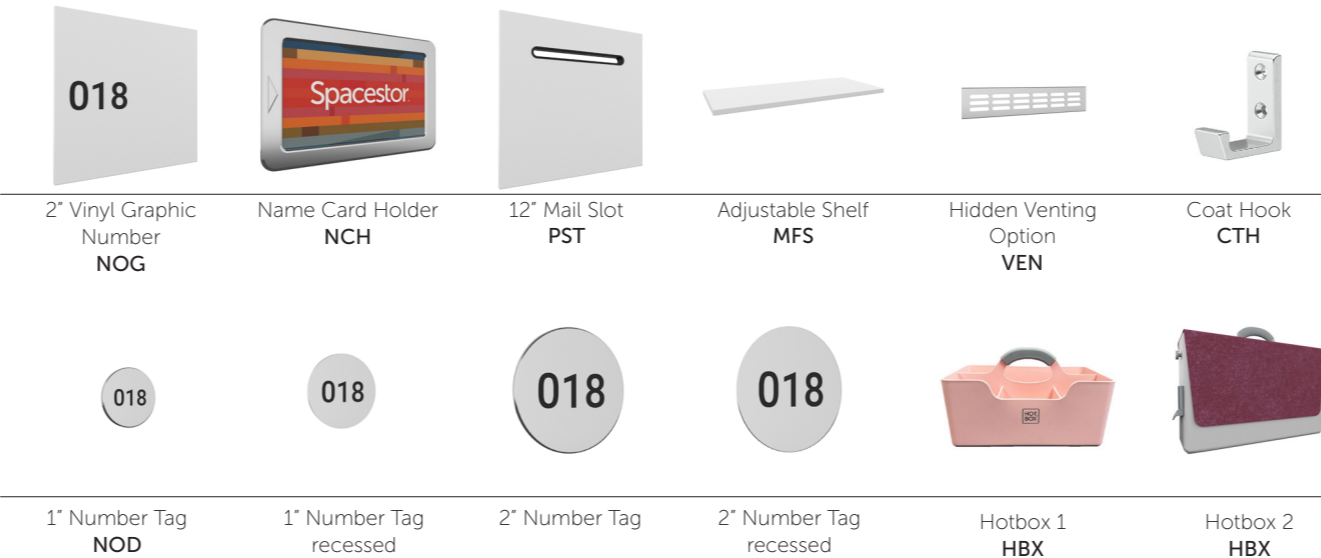 018
Spacestor
2″ Vinyl Graphic
Number
NOG
Name Card Holder
NCH
12″ Mail Slot
PST
Adjustable Shelf
MFS
Hidden Venting
Option
VEN
Coat Hook
CTH
018
018
018
018
HOT
BOX
1″ Number Tag
NOD
1″ Number Tag
recessed
2″ Number Tag
2″ Number Tag
recessed
Hotbox 1
HBX
Hotbox 2
HBX